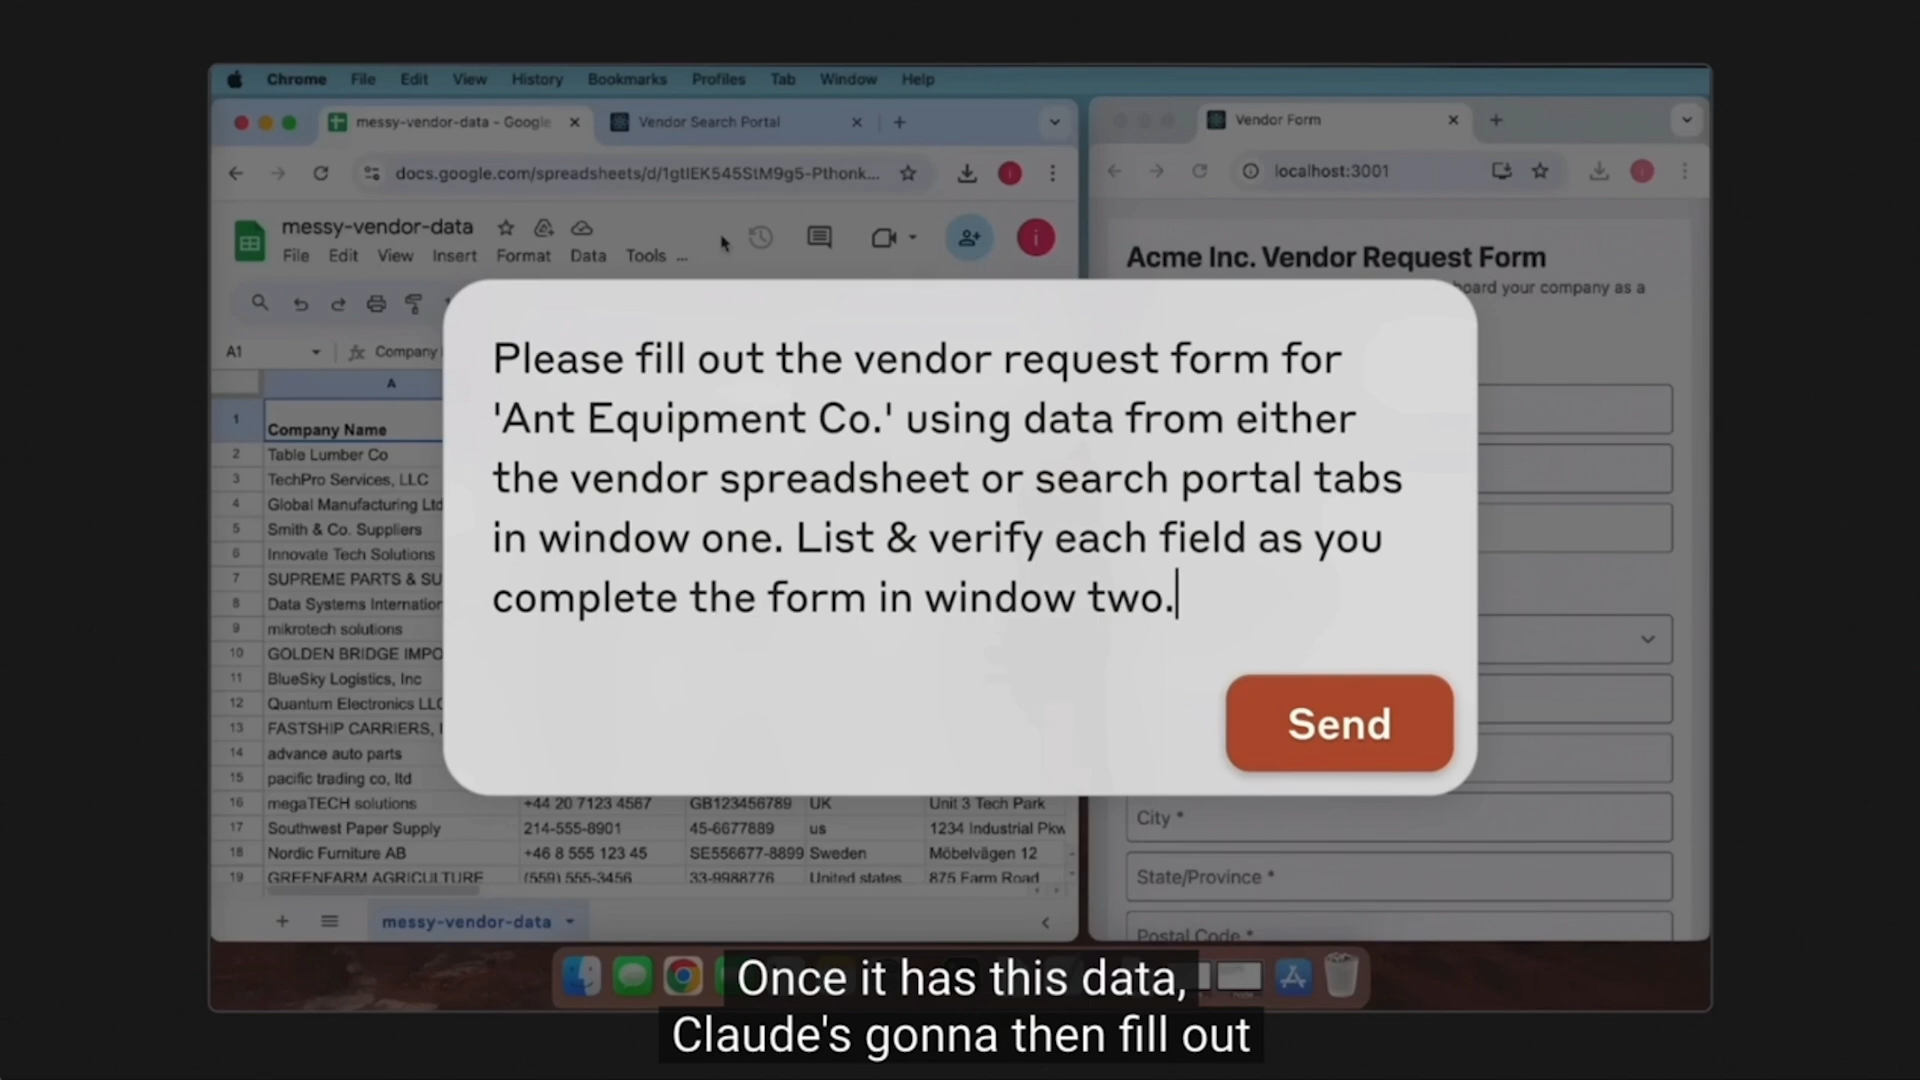 Chrome File Edit View History Bookmarks Profiles Tab Window Help
messy-vendor-data - Google
Vendor Search Portal
docs.google.com/spreadsheets/d/1gtIEK545StM9g5-Pthonk...
messy-vendor-data
File Edit View Insert Format Data Tools ...
A1 fx Company
A
1 Company Name
2 Table Lumber Co
3 TechPro Services, LLC
4 Global Manufacturing Ltd
5 Smith & Co. Suppliers
6 Innovate Tech Solutions
7 SUPREME PARTS & SU
8 Data Systems Internation
9 mikrotech solutions
10 GOLDEN BRIDGE IMPO
11 BlueSky Logistics, Inc
12 Quantum Electronics LLC
13 FASTSHIP CARRIERS,
14 advance auto parts
15 pacific trading co, ltd
16 megaTECH solutions +44 20 7123 4567 GB123456789 UK Unit 3 Tech Park
17 Southwest Paper Supply 214-555-8901 45-6677889 us 1234 Industrial Pkw
18 Nordic Furniture AB +46 8 555 123 45 SE556677-8899 Sweden Möbelvägen 12
19 GREENFARM AGRICULTURE (559) 555-3456 33-9988776 United states 875 Farm Road
messy-vendor-data
Vendor Form
localhost:3001
Acme Inc. Vendor Request Form
board your company as a
City *
State/Province *
Postal Code *
Please fill out the vendor request form for
'Ant Equipment Co.' using data from either
the vendor spreadsheet or search portal tabs
in window one. List & verify each field as you
complete the form in window two.
Send
Once it has this data,
Claude's gonna then fill out